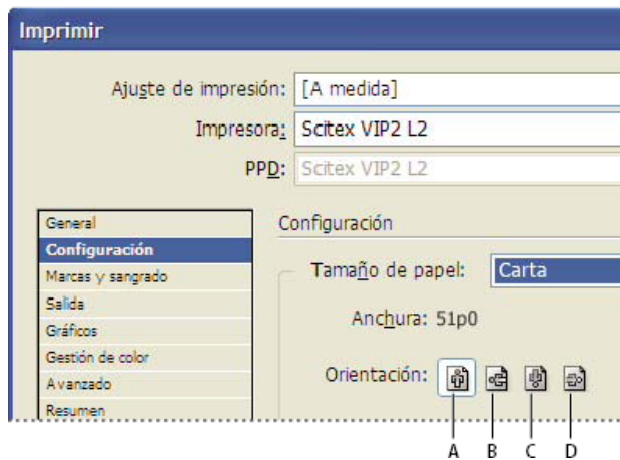 Imprimir
Ajuste de impresión: [A medida]
Impresora: Scitex VIP2 L2
PPD: Scitex VIP2 L2
General
Configuración
Marcas y sangrado
Salida
Gráficos
Gestión de color
Avanzado
Resumen
Configuración
Tamaño de papel: Carta
Anchura: 51p0
Orientación:
A B C D